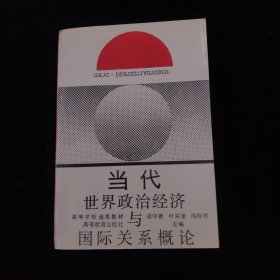 GXJC·DDSJZZJJYGJGXGL
当代
世界政治经济
高等学校通用教材
高等教育出版社
与
梁守德 叶宗奎 冯特君
主编
国际关系概论